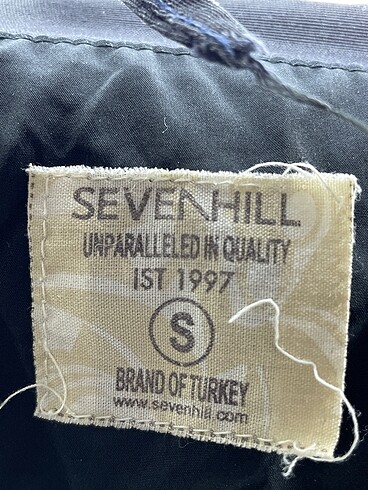 SEVENHILL
UNPARALLELED IN QUALITY
IST 1997
S
BRAND OF TURKEY
www.sevenhill.com